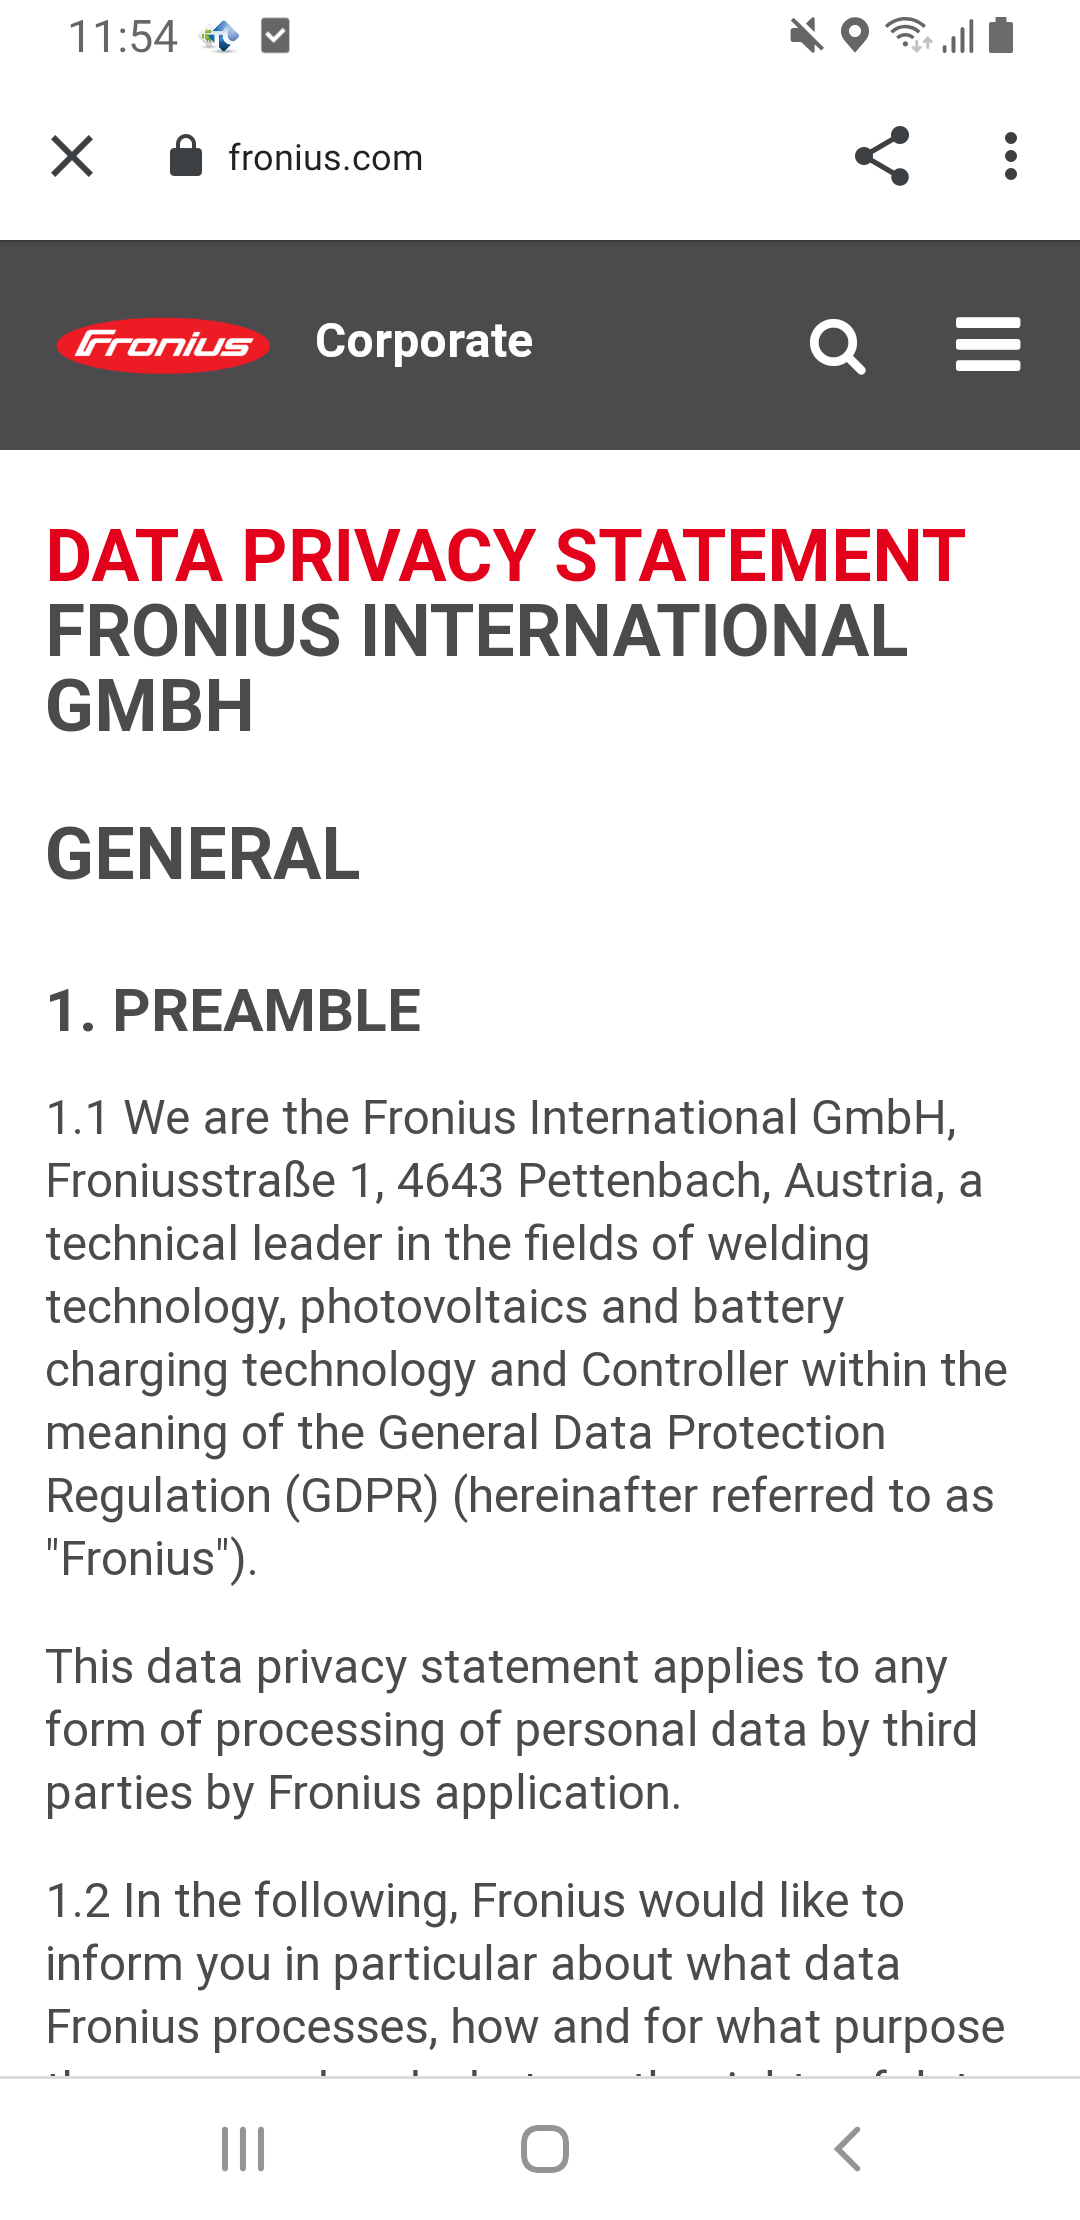 11:54
fronius.com
Fronius Corporate
DATA PRIVACY STATEMENT
FRONIUS INTERNATIONAL
GMBH
GENERAL
1. PREAMBLE
1.1 We are the Fronius International GmbH,
Froniusstraße 1, 4643 Pettenbach, Austria, a
technical leader in the fields of welding
technology, photovoltaics and battery
charging technology and Controller within the
meaning of the General Data Protection
Regulation (GDPR) (hereinafter referred to as
"Fronius").
This data privacy statement applies to any
form of processing of personal data by third
parties by Fronius application.
1.2 In the following, Fronius would like to
inform you in particular about what data
Fronius processes, how and for what purpose